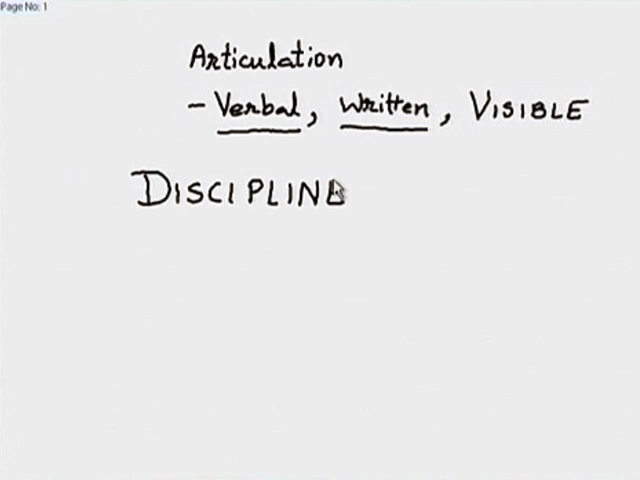 Page No: 1
Articulation
- Verbal, Written, VISIBLE
DISCIPLINE